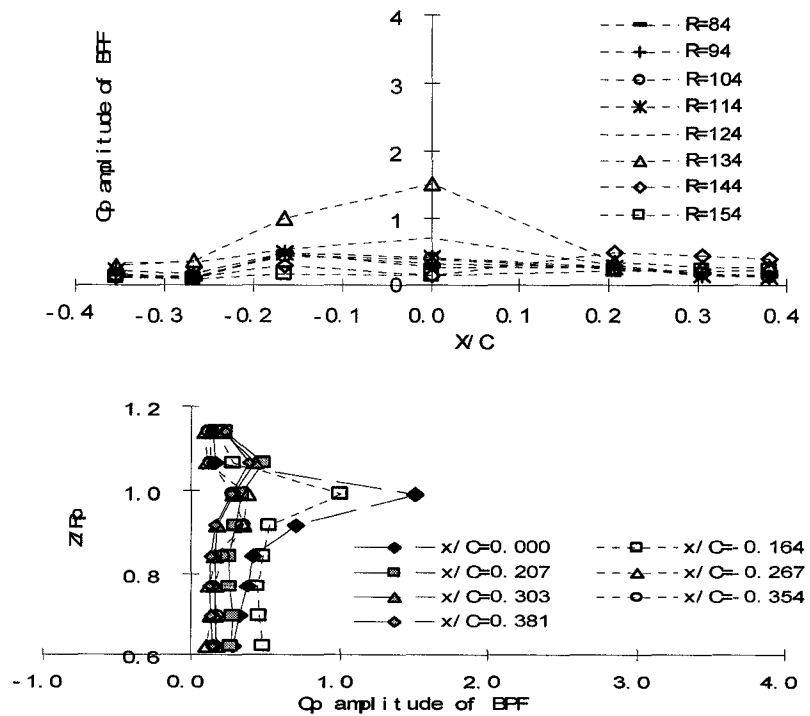 Cp amplitude of BPF
4
3
2
1
0
-0.4 -0.3 -0.2 -0.1 0.0 0.1 0.2 0.3 0.4
X/C
R=84
R=94
R=104
R=114
R=124
R=134
R=144
R=154
Z/Rp
1.2
1.0
0.8
0.6
-1.0 0.0 1.0 2.0 3.0 4.0
Cp amplitude of BPF
x/C=0.000 x/C=-0.164
x/C=0.207 x/C=-0.267
x/C=0.303 x/C=-0.354
x/C=0.381